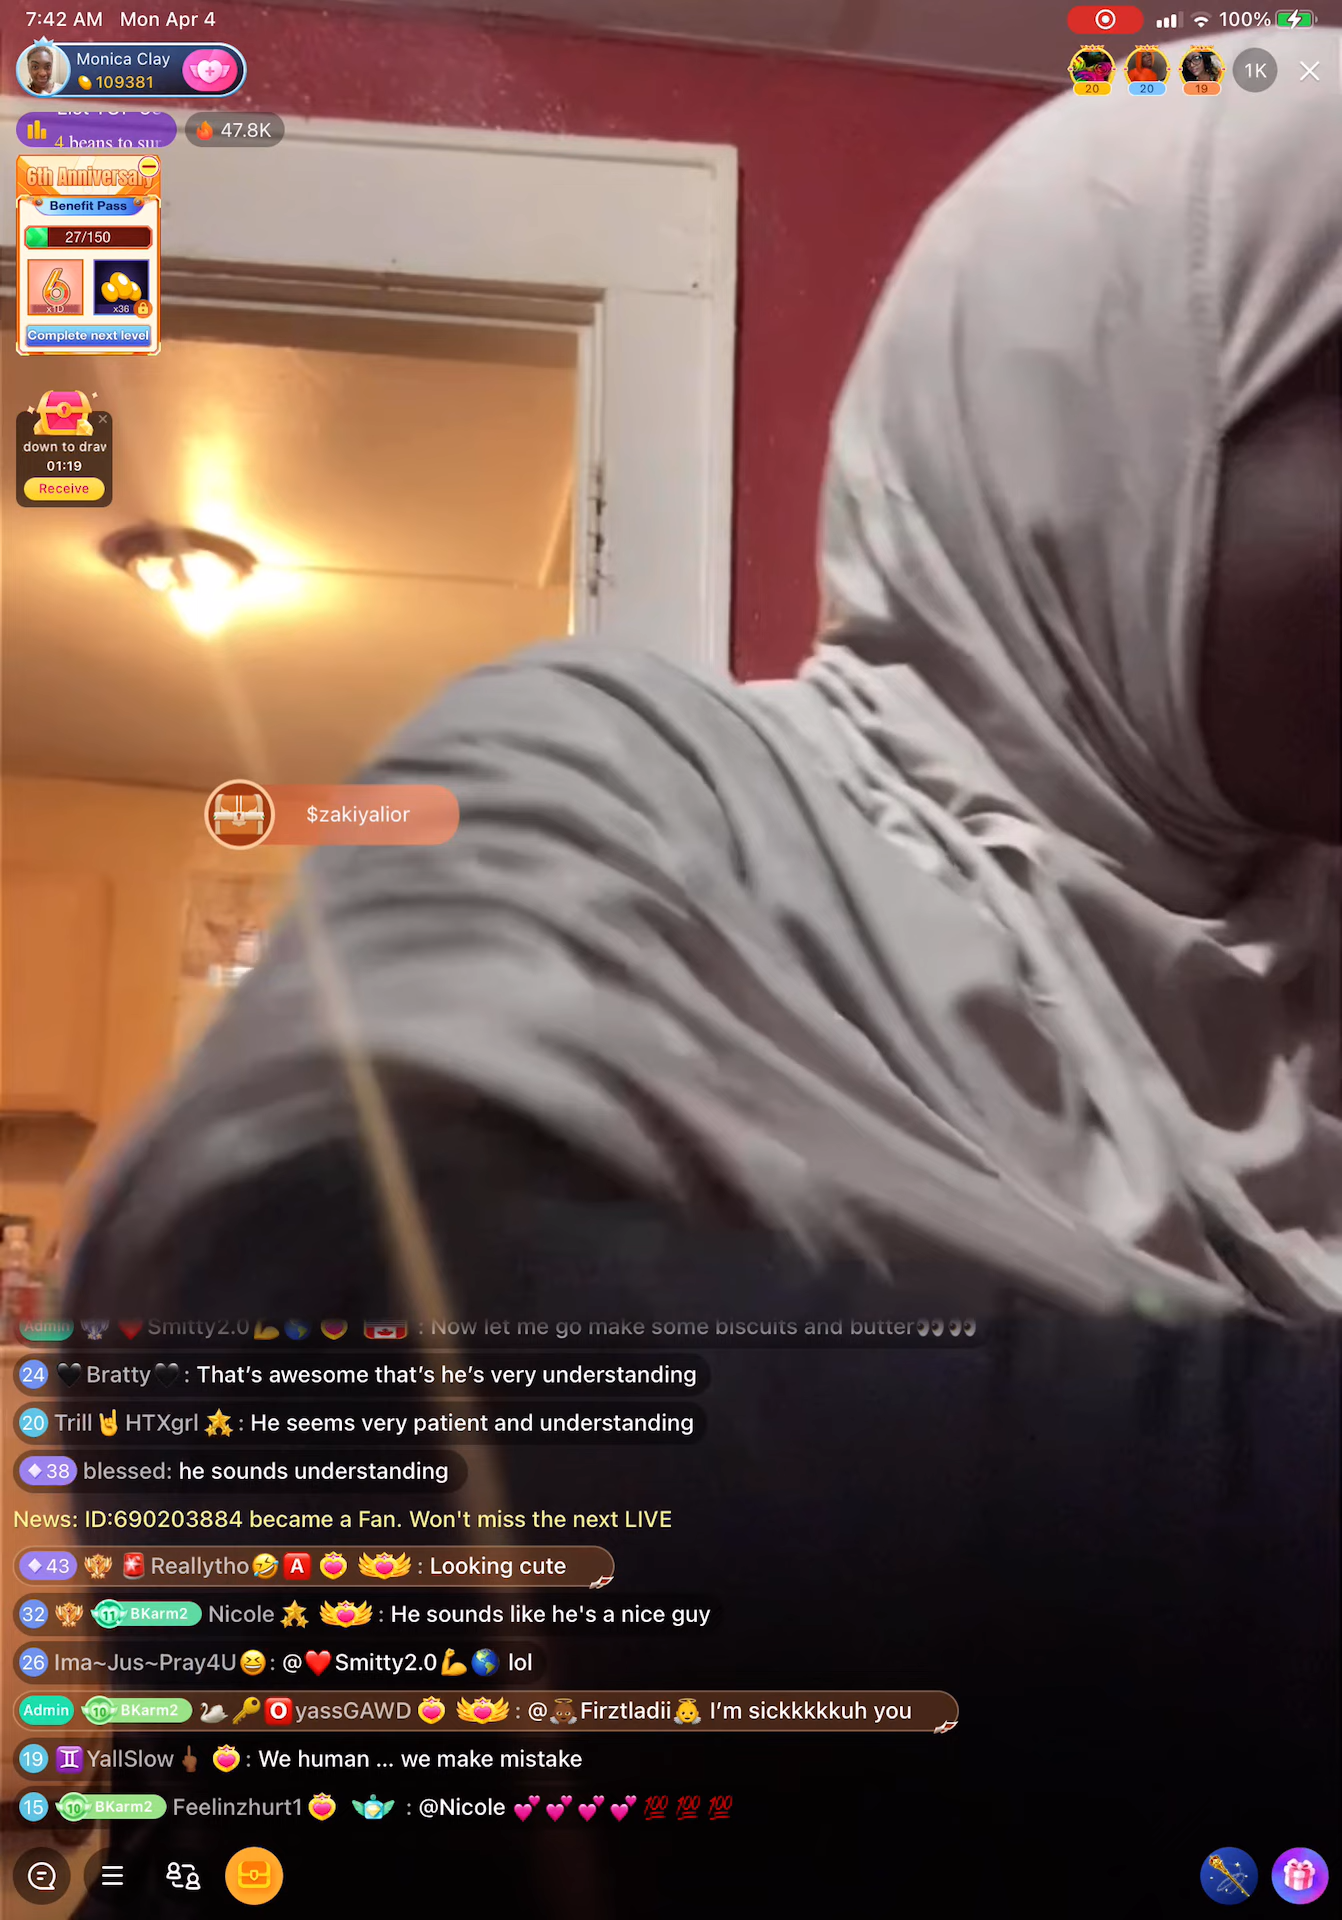 7:42 AM Mon Apr 4
100%
Monica Clay
109381
20
20
19
1K
4 beans to sur
47.8K
6th Anniversary
Benefit Pass
27/150
6
x1D
x36
Complete next level
down to draw
01:19
Receive
$zakiyalior
Admin ❤️Smitty2.0💪🌎 : Now let me go make some biscuits and butter👀👀
24 🖤Bratty🖤: That’s awesome that’s he’s very understanding
20 Trill🤘HTXgrl : He seems very patient and understanding
38 blessed: he sounds understanding
News: ID:690203884 became a Fan. Won't miss the next LIVE
43 🚨Reallytho🤣🅰️ : Looking cute
32 11 BKarm2 Nicole : He sounds like he's a nice guy
26 Ima~Jus~Pray4U😆: @❤️Smitty2.0💪🌎 lol
Admin 10 BKarm2 🦢🔑🅾️yassGAWD : @👼🏾Firztladii👼 I’m sickkkkkuh you
19 ♊YallSlow🖕🏾 : We human ... we make mistake
15 10 BKarm2 Feelinzhurt1 : @Nicole 💕💕💕💕💯💯💯